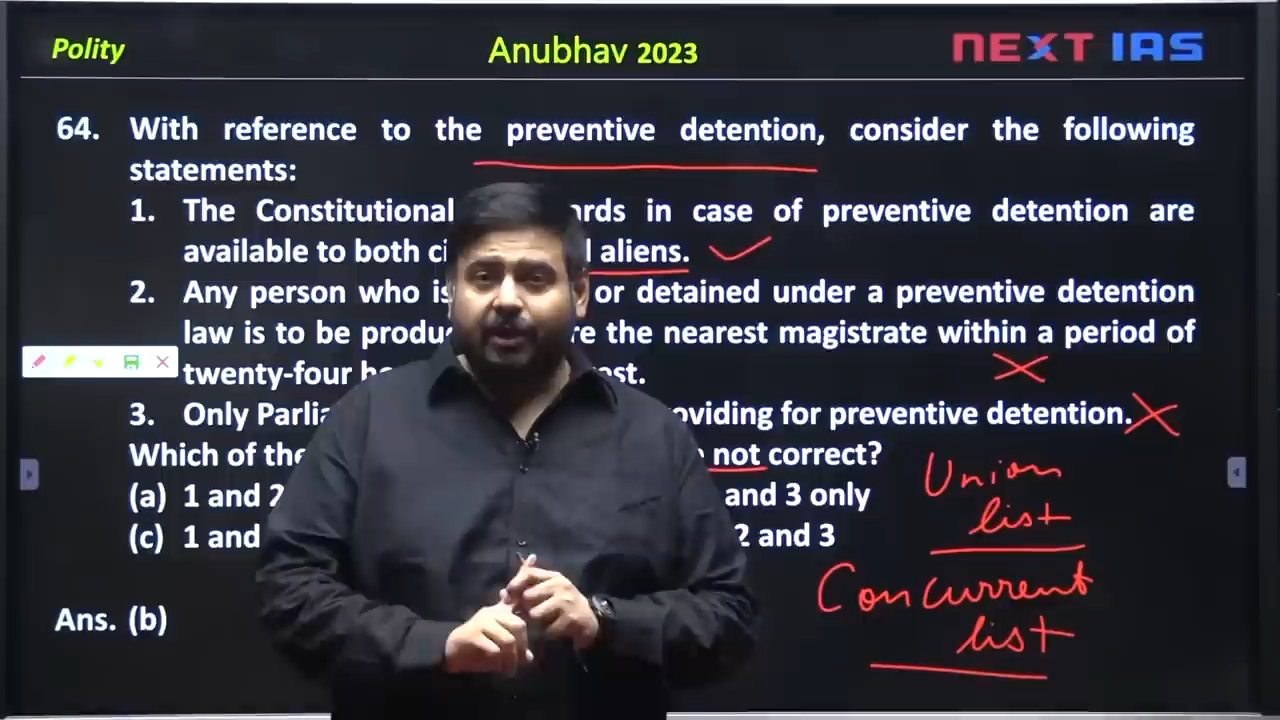 Polity
Anubhav 2023
NEXT IAS
64. With reference to the preventive detention, consider the following
statements:
1. The Constitutional ards in case of preventive detention are
available to both ci aliens.
2. Any person who is or detained under a preventive detention
law is to be produ re the nearest magistrate within a period of
twenty-four est.
3. Only Parlia oviding for preventive detention.
Which of the not correct?
(a) 1 and 2 and 3 only
(c) 1 and 2 and 3
Union
list
Concurrent
list
Ans. (b)